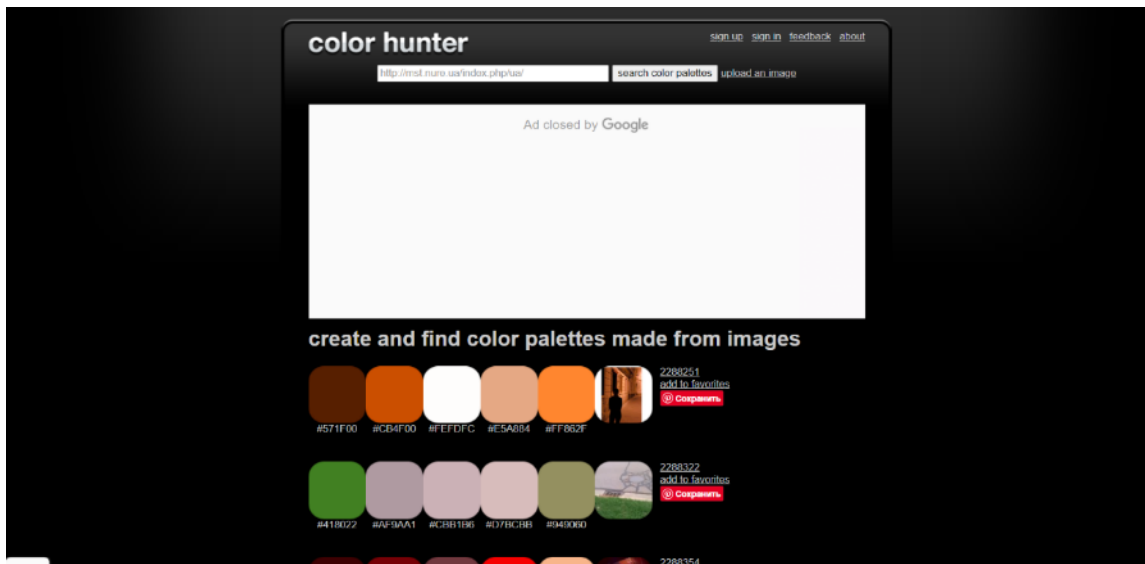 color hunter
sign up sign in feedback about
http://mst.nure.ua/index.php/ua/ search color palettes upload an image
Ad closed by Google
create and find color palettes made from images
2288251
add to favorites
Сохранить
#571F00 #CB4F00 #FEFDFC #E5A884 #FF862F
2288322
add to favorites
Сохранить
#418022 #AF9AA1 #CBB1B6 #D7BCBB #949060
2288354